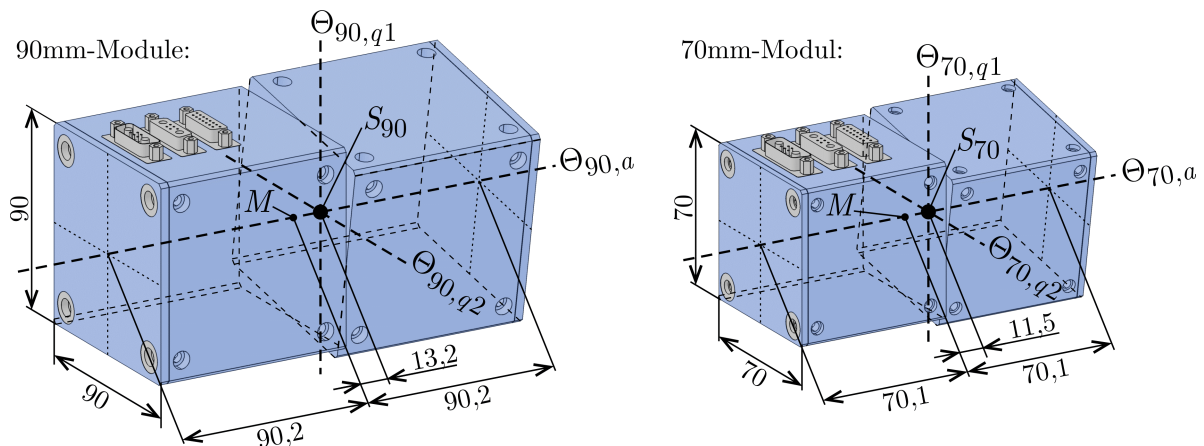 90mm-Module:
Θ90,q1
S90
Θ90,a
M
90
Θ90,q2
13,2
90
90,2
90,2
70mm-Modul:
Θ70,q1
S70
Θ70,a
M
70
Θ70,q2
11,5
70
70,1
70,1